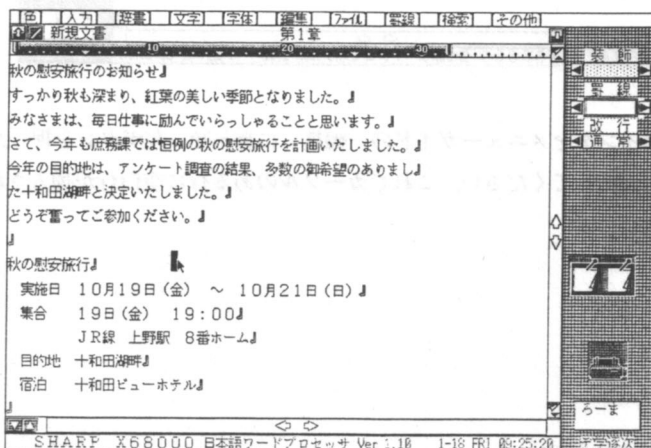 [色] [入力] [辞書] [文字] [字体] [編集] [ファイル] [罫線] [検索] [その他]
新規文書 第1章
10 20 30
秋の慰安旅行のお知らせ
すっかり秋も深まり、紅葉の美しい季節となりました。
みなさまは、毎日仕事に励んでいらっしゃることと思います。
さて、今年も庶務課では恒例の秋の慰安旅行を計画いたしました。
今年の目的地は、アンケート調査の結果、多数の御希望のありまし
た十和田湖畔と決定いたしました。
どうぞ奮ってご参加ください。
秋の慰安旅行
実施日 10月19日(金) ~ 10月21日(日)
集合 19日(金) 19:00
JR線 上野駅 8番ホーム
目的地 十和田湖畔
宿泊 十和田ビューホテル
装飾
罫線
改行
通常
ろーま
SHARP X68000 日本語ワードプロセッサ Ver 1.10 1-18 FRI 09:25:20